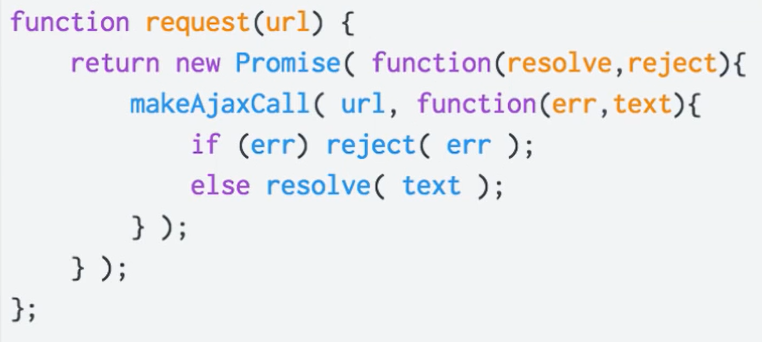 function request(url) {
    return new Promise( function(resolve,reject){
        makeAjaxCall( url, function(err,text){
            if (err) reject( err );
            else resolve( text );
        } );
    } );
};